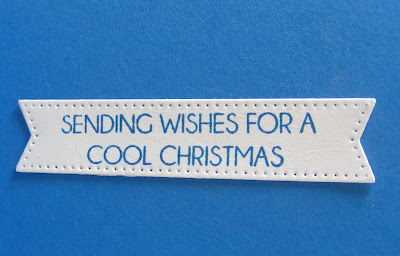 SENDING WISHES FOR A
COOL CHRISTMAS